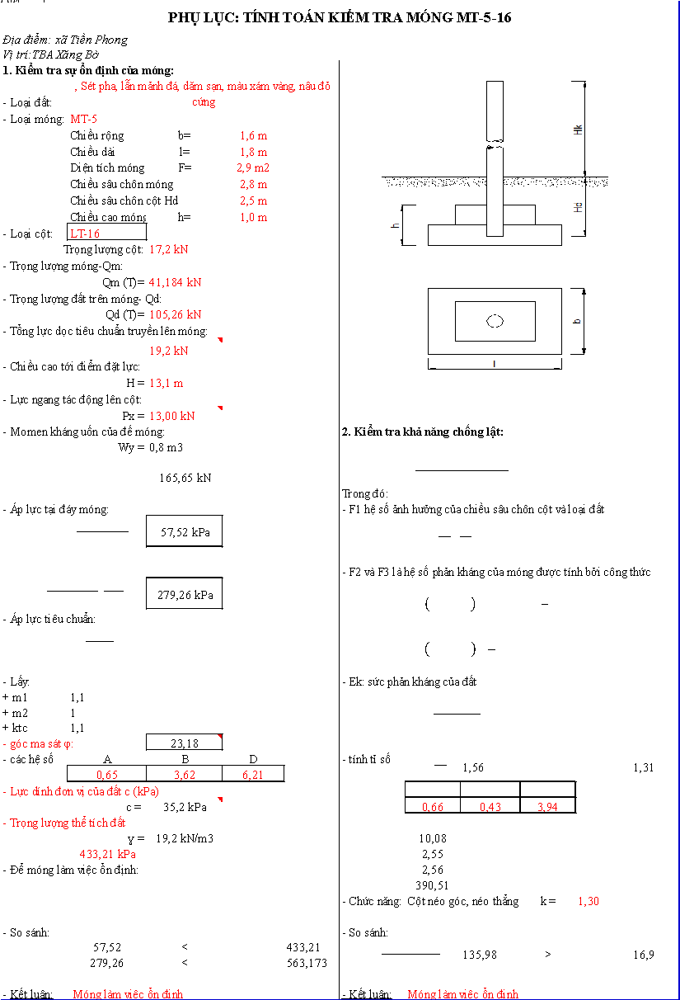 PHỤ LỤC: TÍNH TOÁN KIỂM TRA MÓNG MT-5-16
Địa điểm: xã Tiền Phong
Vị trí:TBA Xăng Bờ
1. Kiểm tra sự ổn định của móng:
, Sét pha, lẫn mảnh đá, dăm sạn, màu xám vàng, nâu đỏ
- Loại đất: cứng
- Loại móng: MT-5
Chiều rộng b= 1,6 m
Chiều dài l= 1,8 m
Diện tích móng F= 2,9 m2
Chiều sâu chôn móng 2,8 m
Chiều sâu chôn cột Hd 2,5 m
Chiều cao móng h= 1,0 m
- Loại cột: LT-16
Trọng lượng cột: 17,2 kN
- Trọng lượng móng-Qm:
Qm (T)= 41,184 kN
- Trọng lượng đất trên móng- Qd:
Qd (T)= 105,26 kN
- Tổng lực dọc tiêu chuẩn truyền lên móng:
19,2 kN
- Chiều cao tới điểm đặt lực:
H = 13,1 m
- Lực ngang tác động lên cột:
Px = 13,00 kN
- Momen kháng uốn của đế móng:
Wy = 0,8 m3
165,65 kN
- Áp lực tại đáy móng:
57,52 kPa
279,26 kPa
- Áp lực tiêu chuẩn:
- Lấy:
+ m1 1,1
+ m2 1
+ ktc 1,1
- góc ma sát φ: 23,18
- các hệ số A B D
0,65 3,62 6,21
- Lực dính đơn vị của đất c (kPa)
c = 35,2 kPa
- Trọng lượng thể tích đất
γ = 19,2 kN/m3
433,21 kPa
- Để móng làm việc ổn định:
- So sánh:
57,52 < 433,21
279,26 < 563,173
- Kết luận: Móng làm việc ổn định
Hlk
Hd
h
b
l
2. Kiểm tra khả năng chống lật:
Trong đó:
- F1 hệ số ảnh hưởng của chiều sâu chôn cột và loại đất
- F2 và F3 là hệ số phản kháng của móng được tính bởi công thức
( ) –
( ) –
- Ek: sức phản kháng của đất
- tính tỉ số 1,56 1,31
0,66 0,43 3,94
10,08
2,55
2,56
390,51
- Chức năng: Cột néo góc, néo thẳng k = 1,30
- So sánh:
135,98 > 16,9
- Kết luận: Móng làm việc ổn định